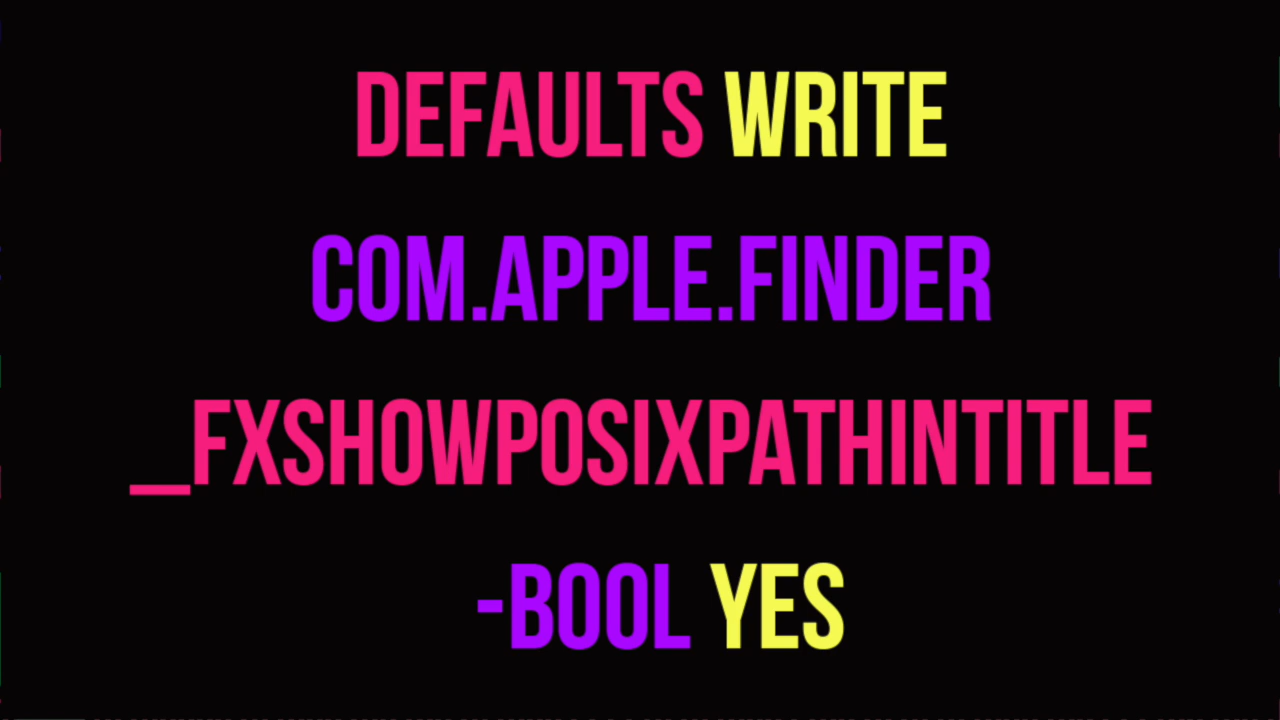 DEFAULTS WRITE
COM.APPLE.FINDER
_FXSHOWPOSIXPATHINTITLE
-BOOL YES